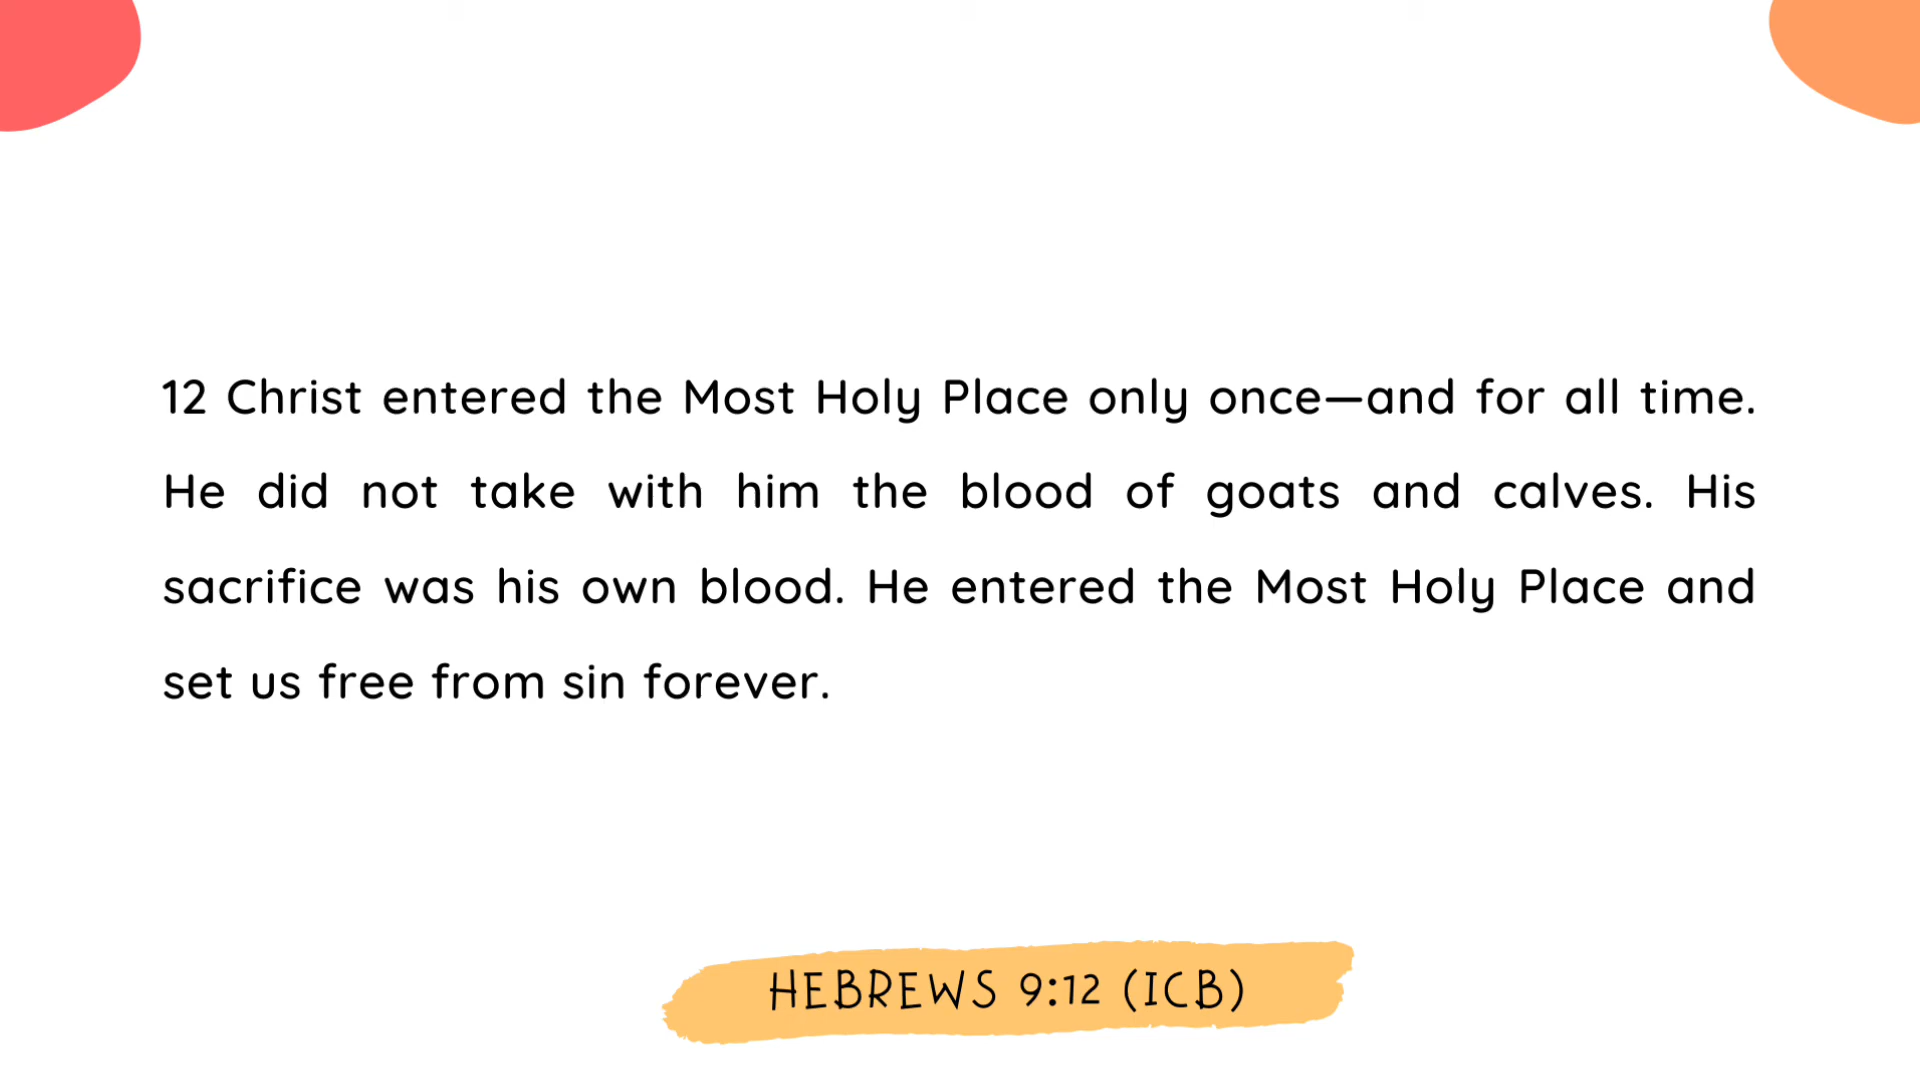 12 Christ entered the Most Holy Place only once—and for all time.
He did not take with him the blood of goats and calves. His
sacrifice was his own blood. He entered the Most Holy Place and
set us free from sin forever.
HEBREWS 9:12 (ICB)